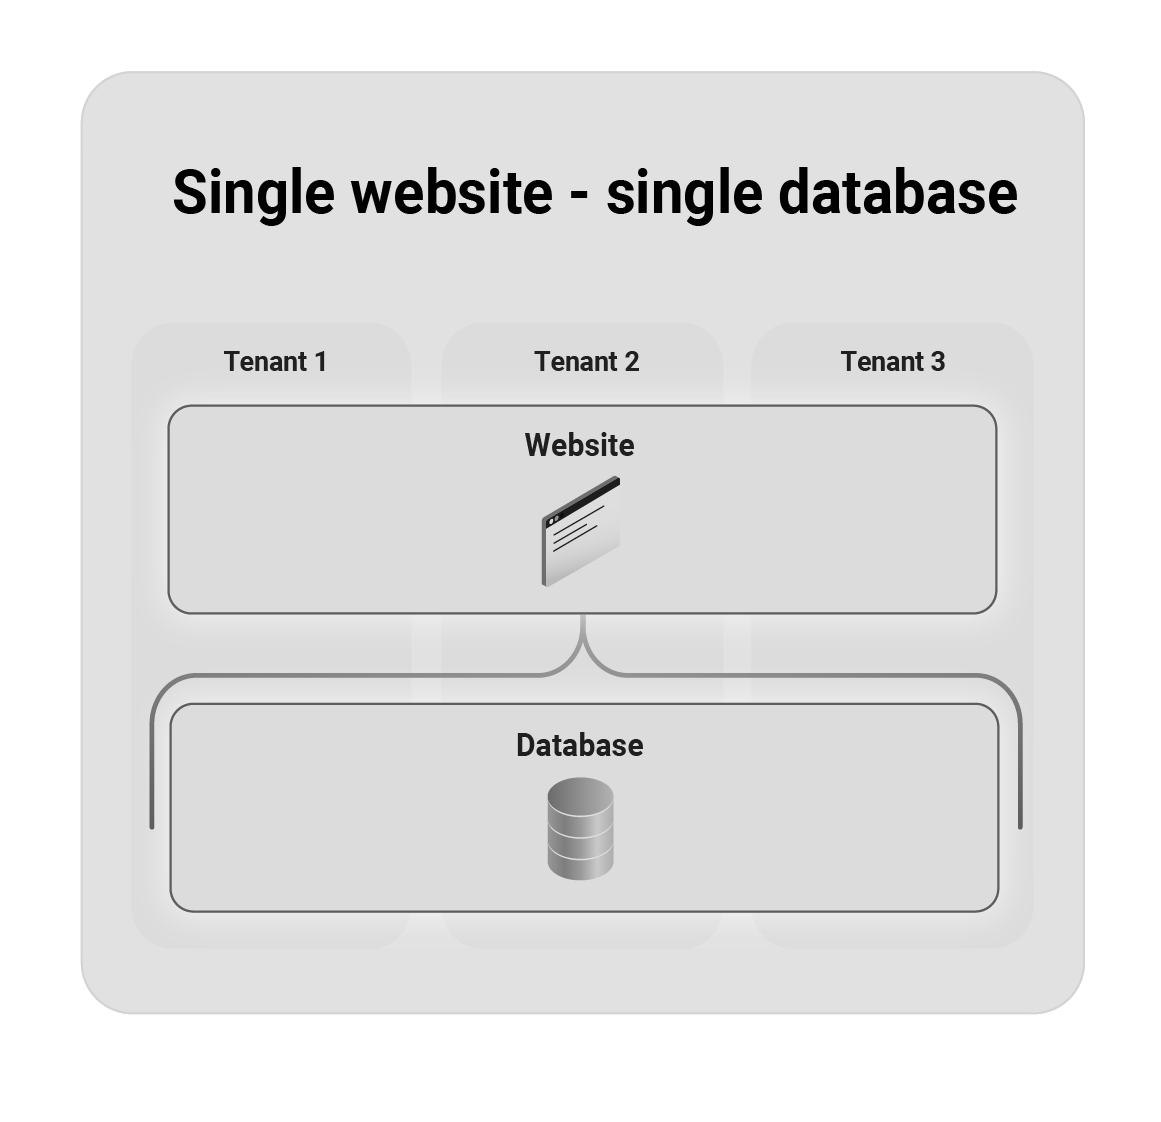 Single website - single database
Tenant 1
Tenant 2
Tenant 3
Website
Database